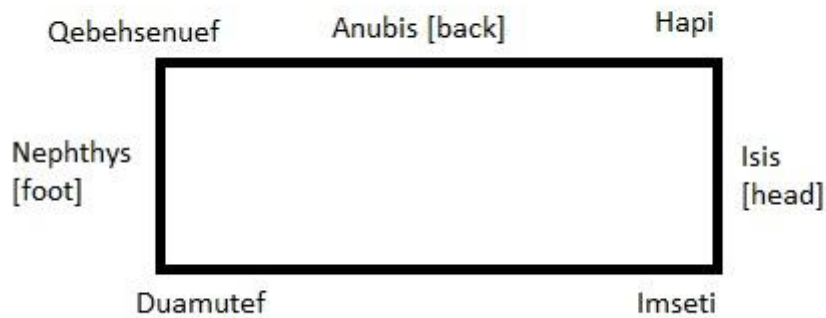 Qebehsenuef
Anubis [back]
Hapi
Nephthys
[foot]
Isis
[head]
Duamutef
Imseti